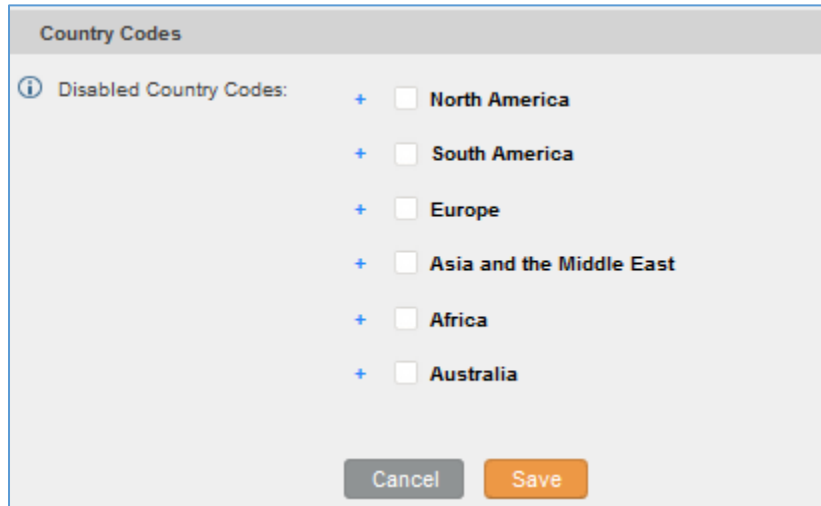 Country Codes
Disabled Country Codes:
+ North America
+ South America
+ Europe
+ Asia and the Middle East
+ Africa
+ Australia
Cancel Save